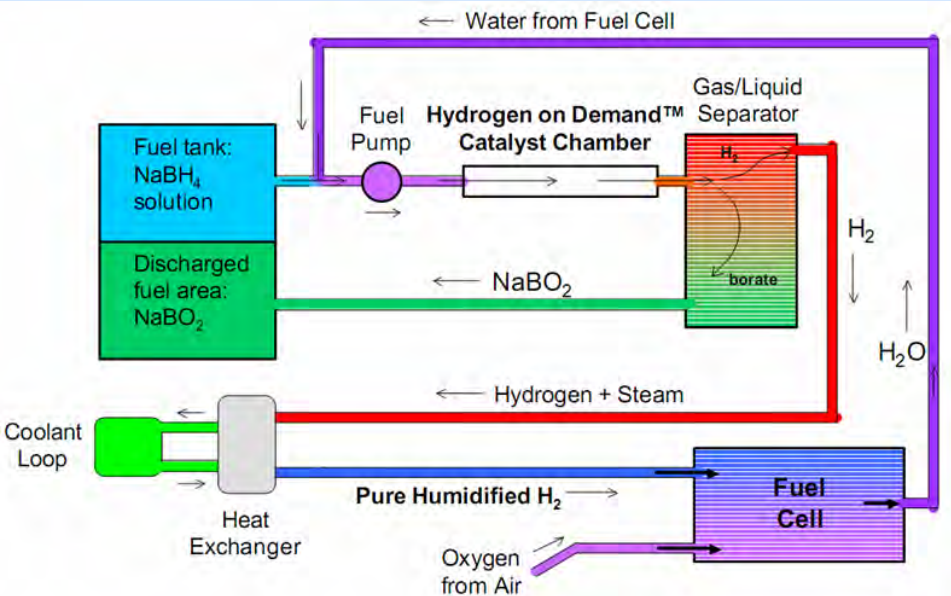 Water from Fuel Cell
Fuel tank:
NaBH₄
solution
Fuel
Pump
Hydrogen on Demand™
Catalyst Chamber
Gas/Liquid
Separator
H₂
borate
H₂
H₂O
Discharged
fuel area:
NaBO₂
NaBO₂
Hydrogen + Steam
Coolant
Loop
Heat
Exchanger
Pure Humidified H₂
Fuel
Cell
Oxygen
from Air